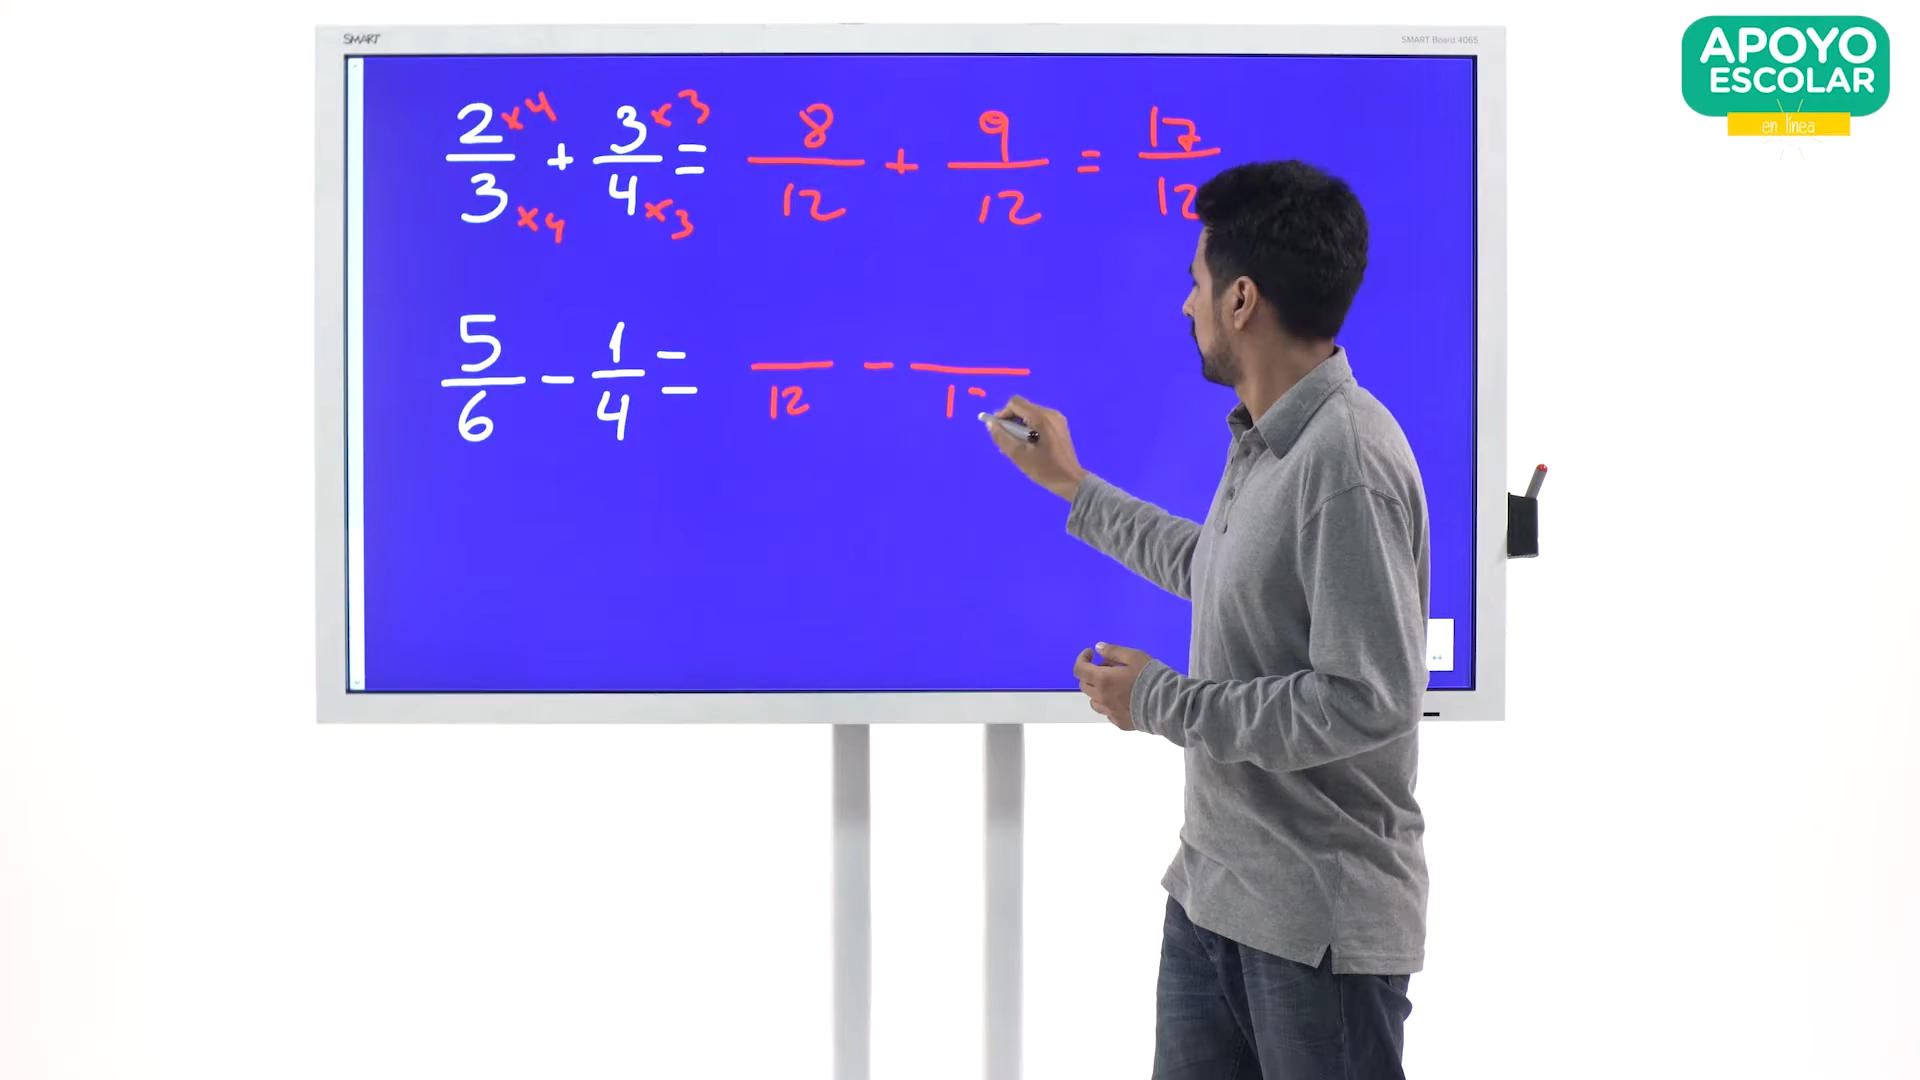 SMART
SMART Board 4065
APOYO
ESCOLAR
en línea
2/3 ×4 ×4 + 3/4 ×3 ×3 = 8/12 + 9/12 = 17/12
5/6 - 1/4 = /12 - /1